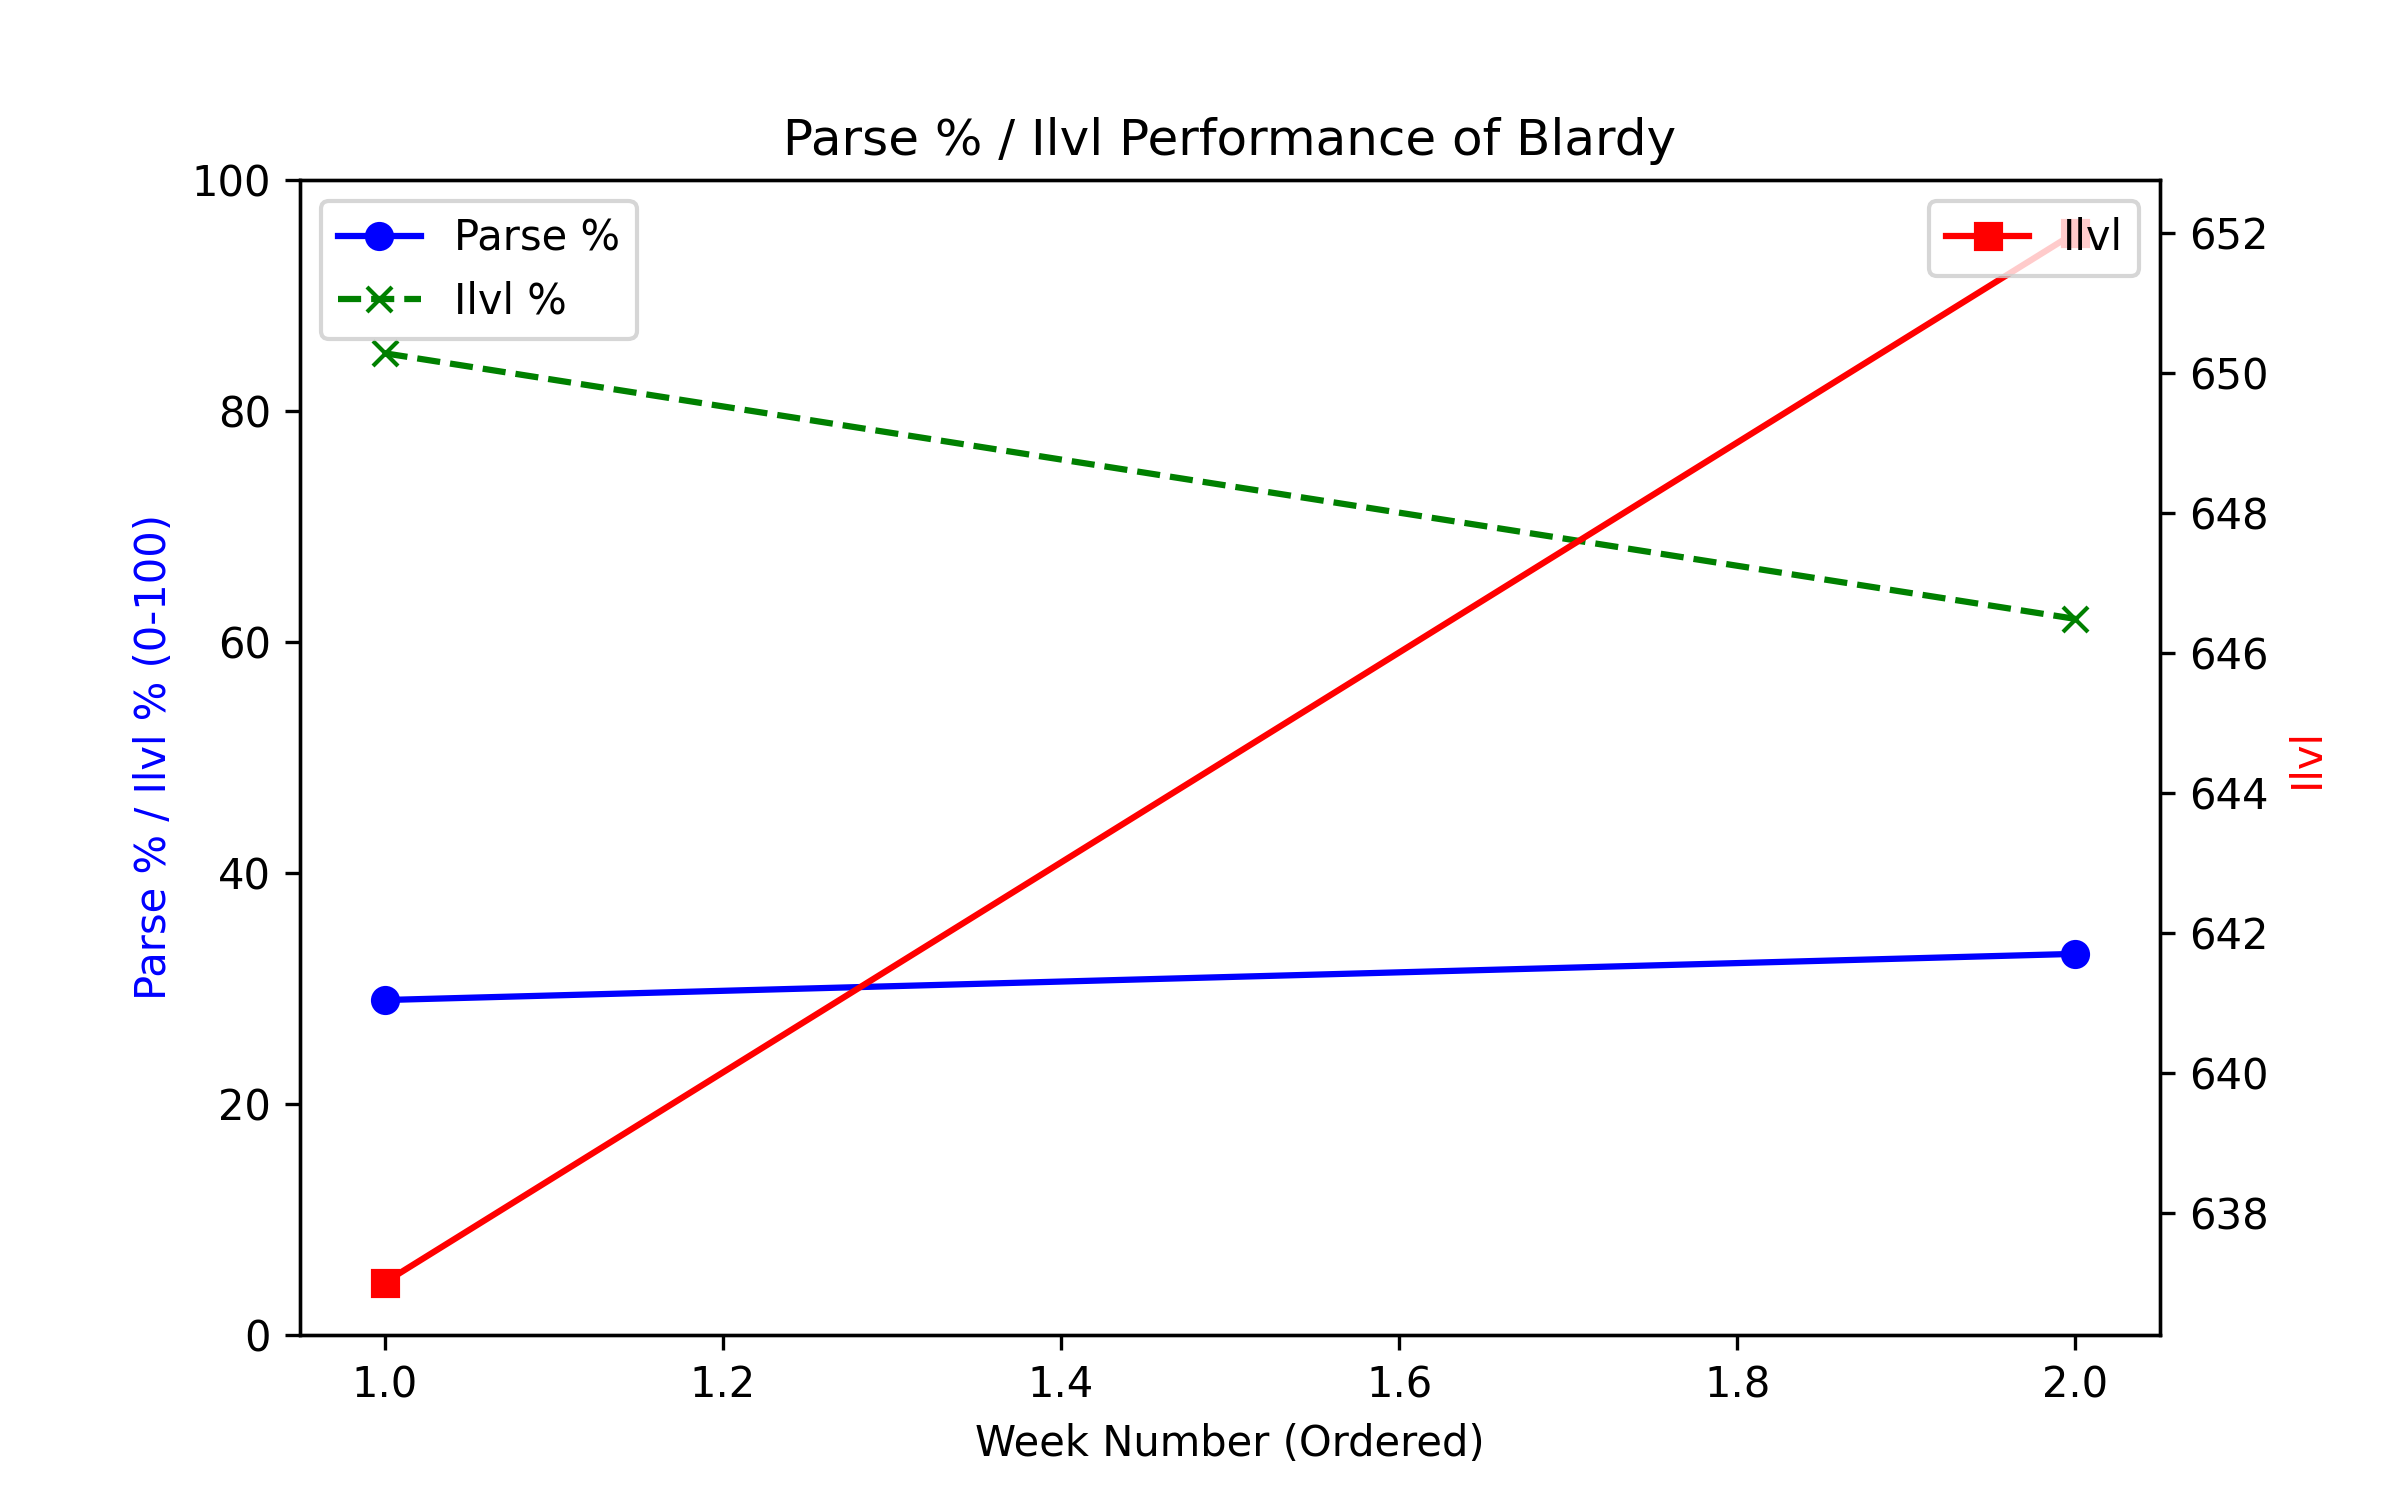 Parse % / Ilvl Performance of Blardy
Parse %
Ilvl %
Ilvl
100
80
60
40
20
0
Parse % / Ilvl % (0-100)
652
650
648
646
644
642
640
638
Ilvl
1.0 1.2 1.4 1.6 1.8 2.0
Week Number (Ordered)